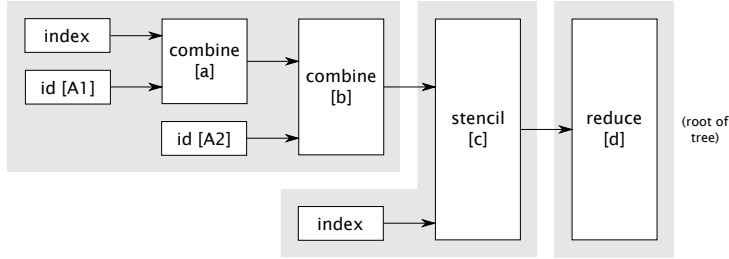 index
id [A1]
combine
[a]
id [A2]
combine
[b]
index
stencil
[c]
reduce
[d]
(root of
tree)